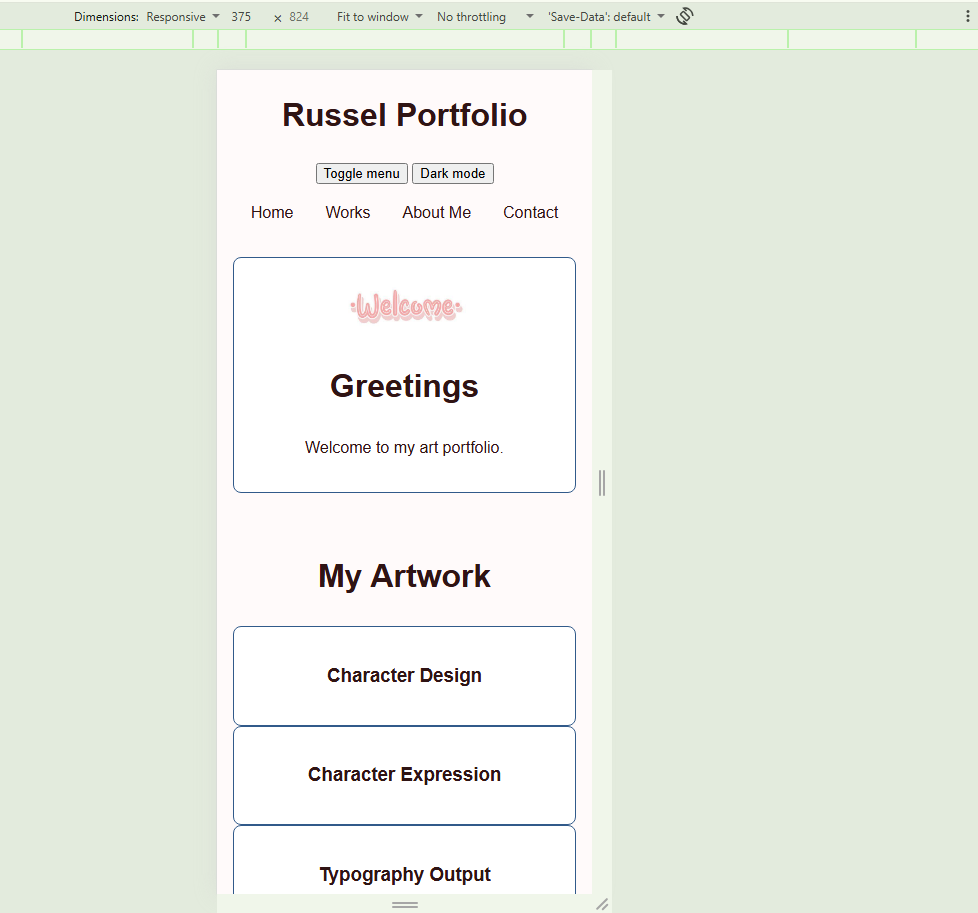 Dimensions: Responsive 375 × 824 Fit to window No throttling 'Save-Data': default
Russel Portfolio
Toggle menu Dark mode
Home Works About Me Contact
Welcome
Greetings
Welcome to my art portfolio.
My Artwork
Character Design
Character Expression
Typography Output